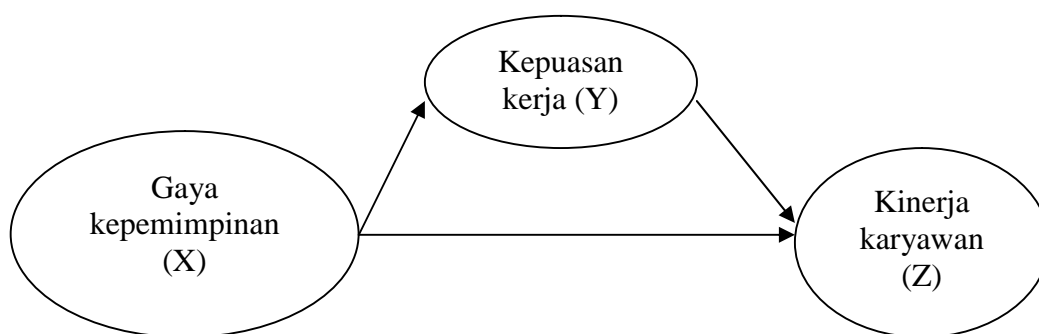 Kepuasan
kerja (Y)
Gaya
kepemimpinan
(X)
Kinerja
karyawan
(Z)